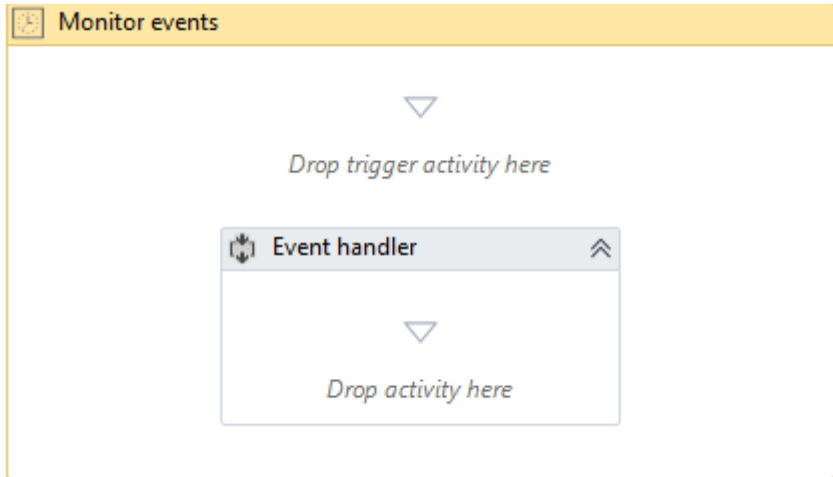 Monitor events
Drop trigger activity here
Event handler
Drop activity here